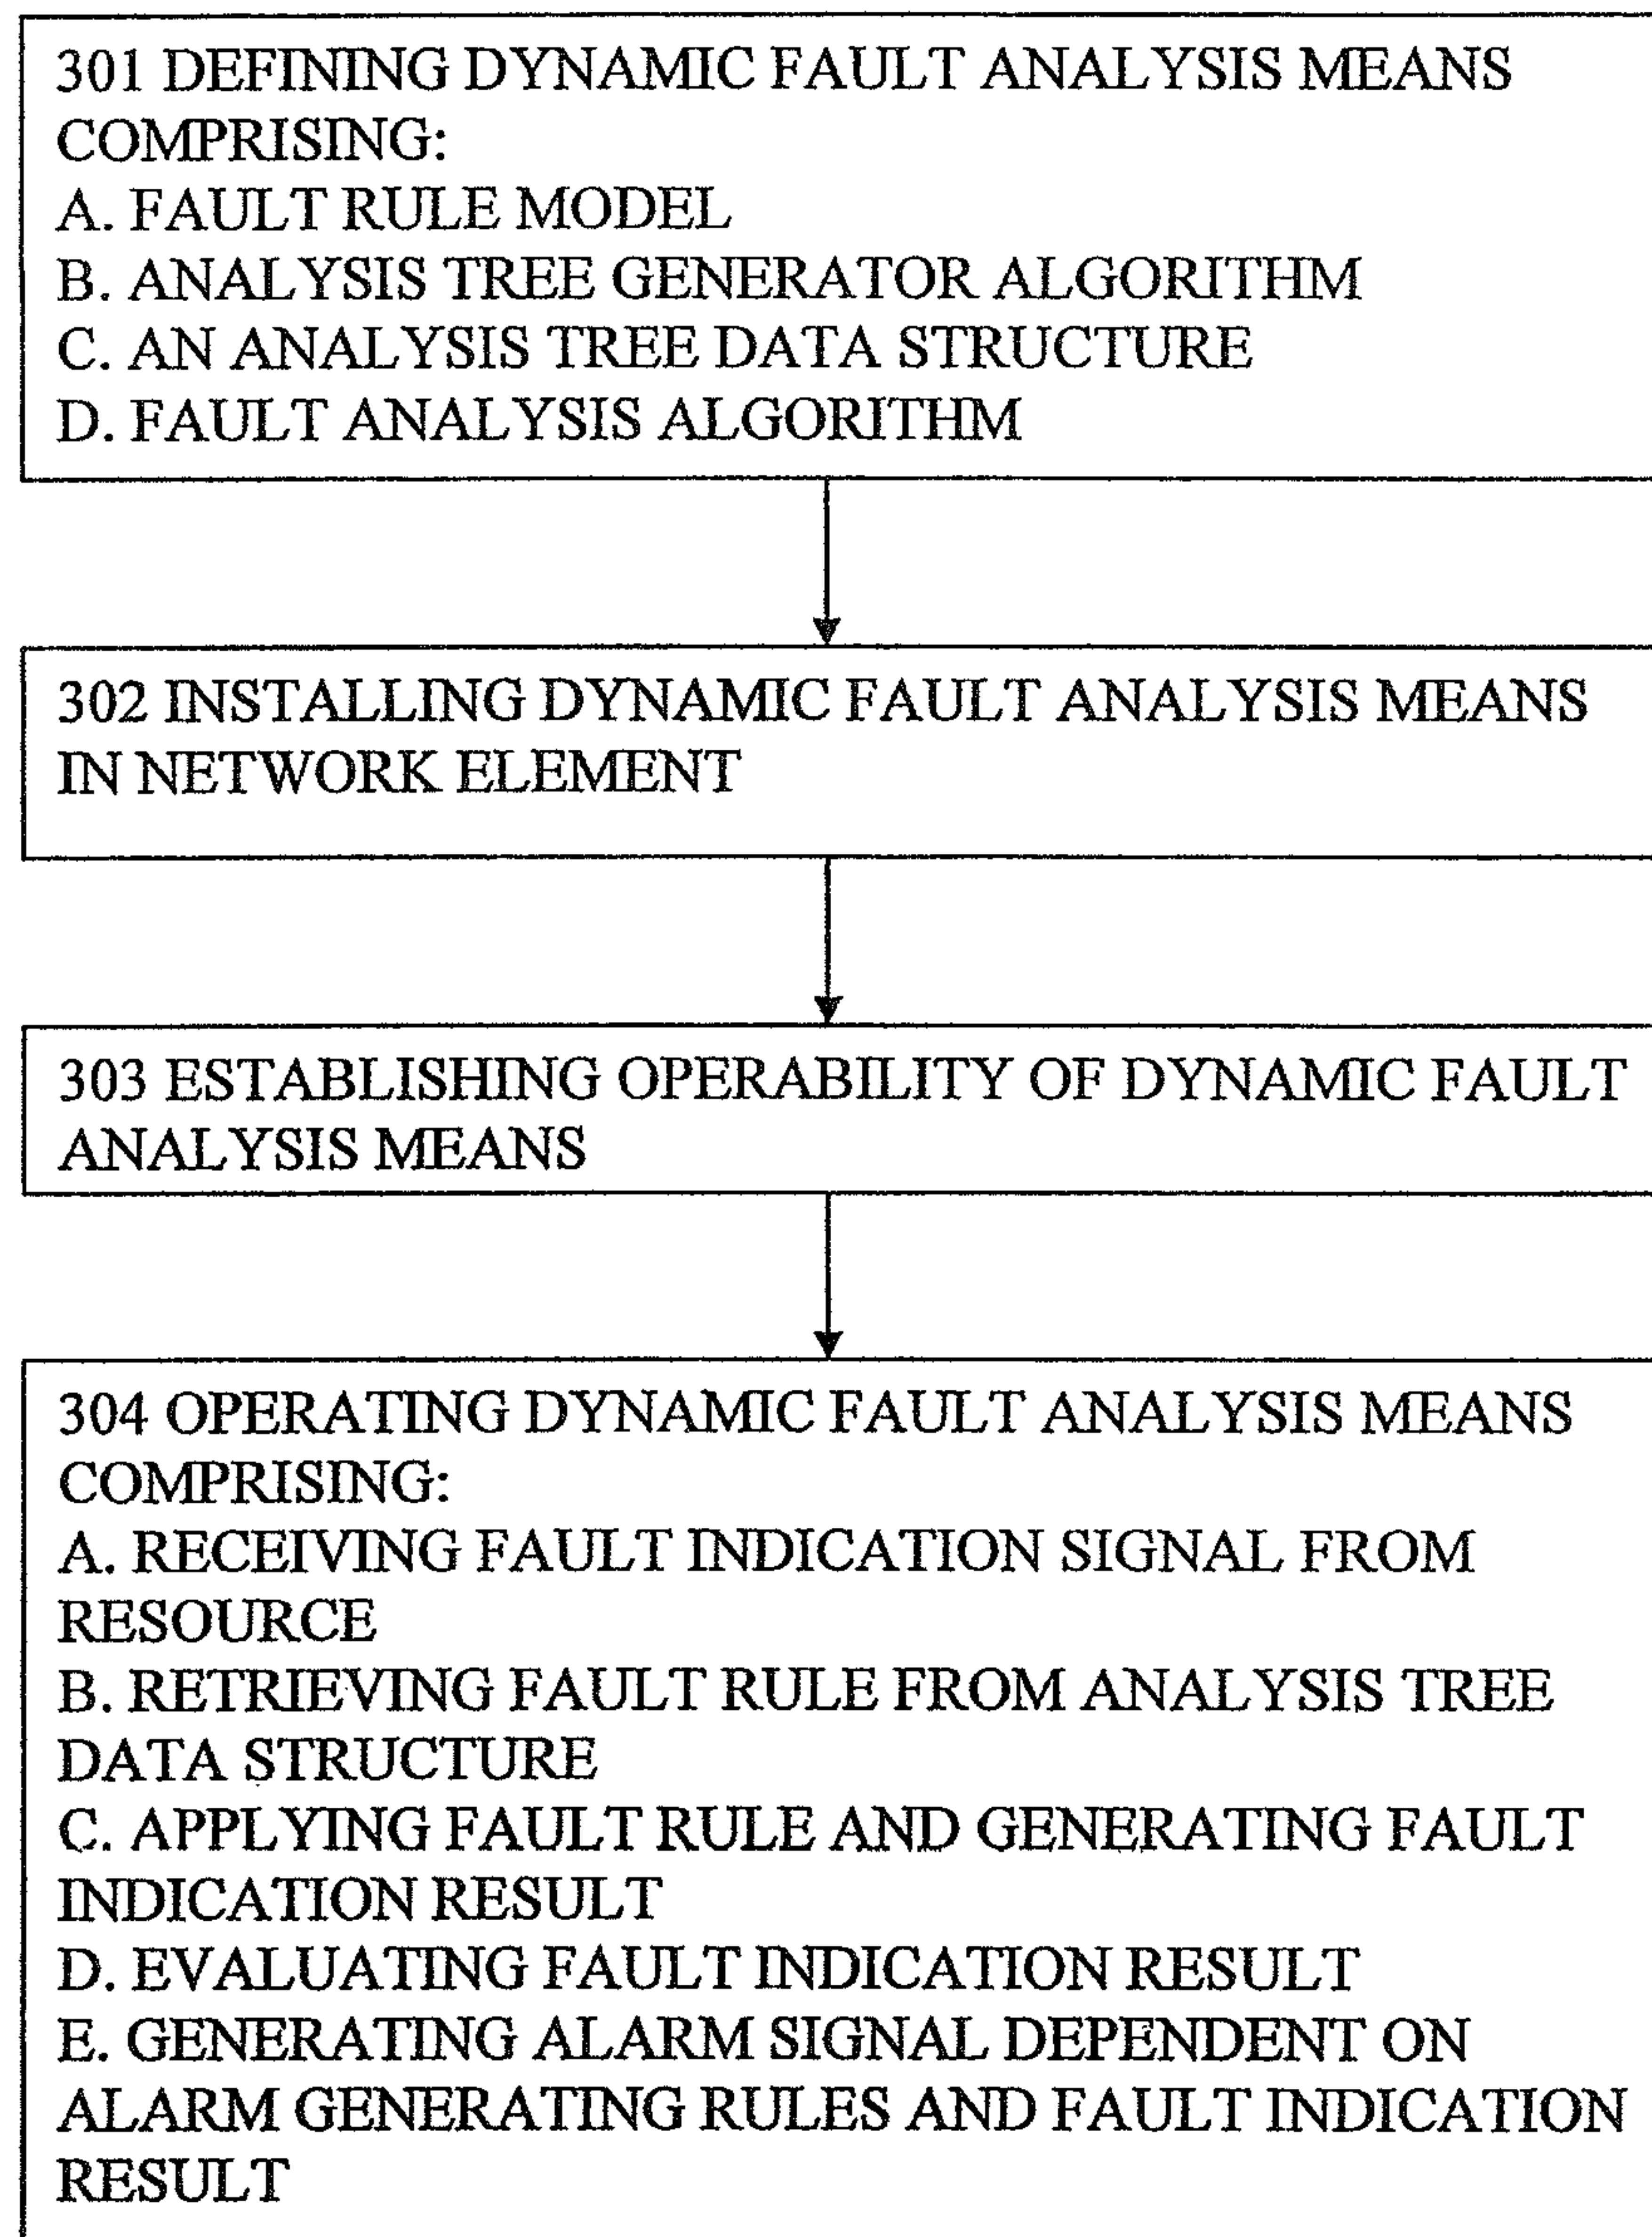 301 DEFINING DYNAMIC FAULT ANALYSIS MEANS
COMPRISING:
A. FAULT RULE MODEL
B. ANALYSIS TREE GENERATOR ALGORITHM
C. AN ANALYSIS TREE DATA STRUCTURE
D. FAULT ANALYSIS ALGORITHM
302 INSTALLING DYNAMIC FAULT ANALYSIS MEANS
IN NETWORK ELEMENT
303 ESTABLISHING OPERABILITY OF DYNAMIC FAULT
ANALYSIS MEANS
304 OPERATING DYNAMIC FAULT ANALYSIS MEANS
COMPRISING:
A. RECEIVING FAULT INDICATION SIGNAL FROM
RESOURCE
B. RETRIEVING FAULT RULE FROM ANALYSIS TREE
DATA STRUCTURE
C. APPLYING FAULT RULE AND GENERATING FAULT
INDICATION RESULT
D. EVALUATING FAULT INDICATION RESULT
E. GENERATING ALARM SIGNAL DEPENDENT ON
ALARM GENERATING RULES AND FAULT INDICATION
RESULT